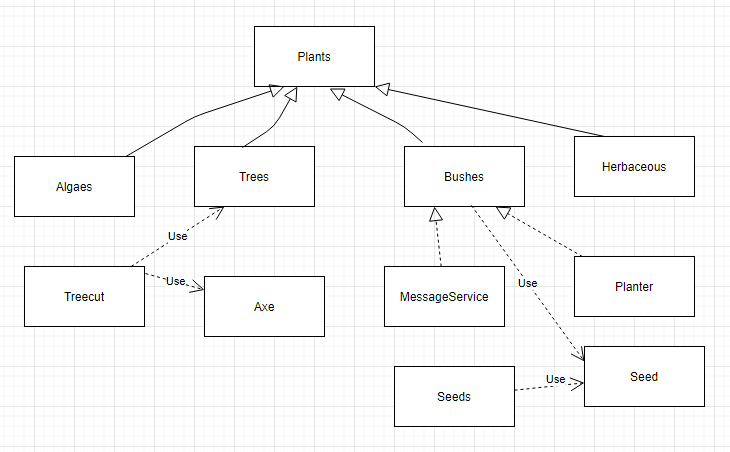 Plants
Algaes
Trees
Bushes
Herbaceous
Use
Use
Use
Treecut
Axe
MessageService
Planter
Seeds
Use
Seed